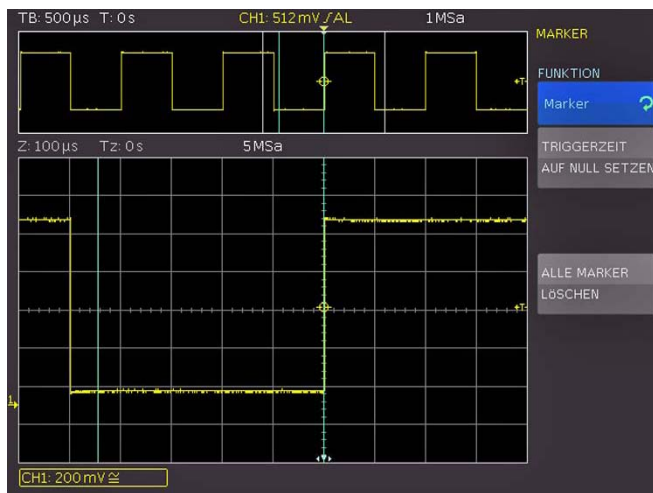 TB: 500µs T: 0s CH1: 512mV ⎍/AL 1MSa
MARKER
FUNKTION
Marker
TRIGGERZEIT
AUF NULL SETZEN
Z: 100µs Tz: 0s 5MSa
ALLE MARKER
LöSCHEN
T
T
1
CH1: 200mV≅